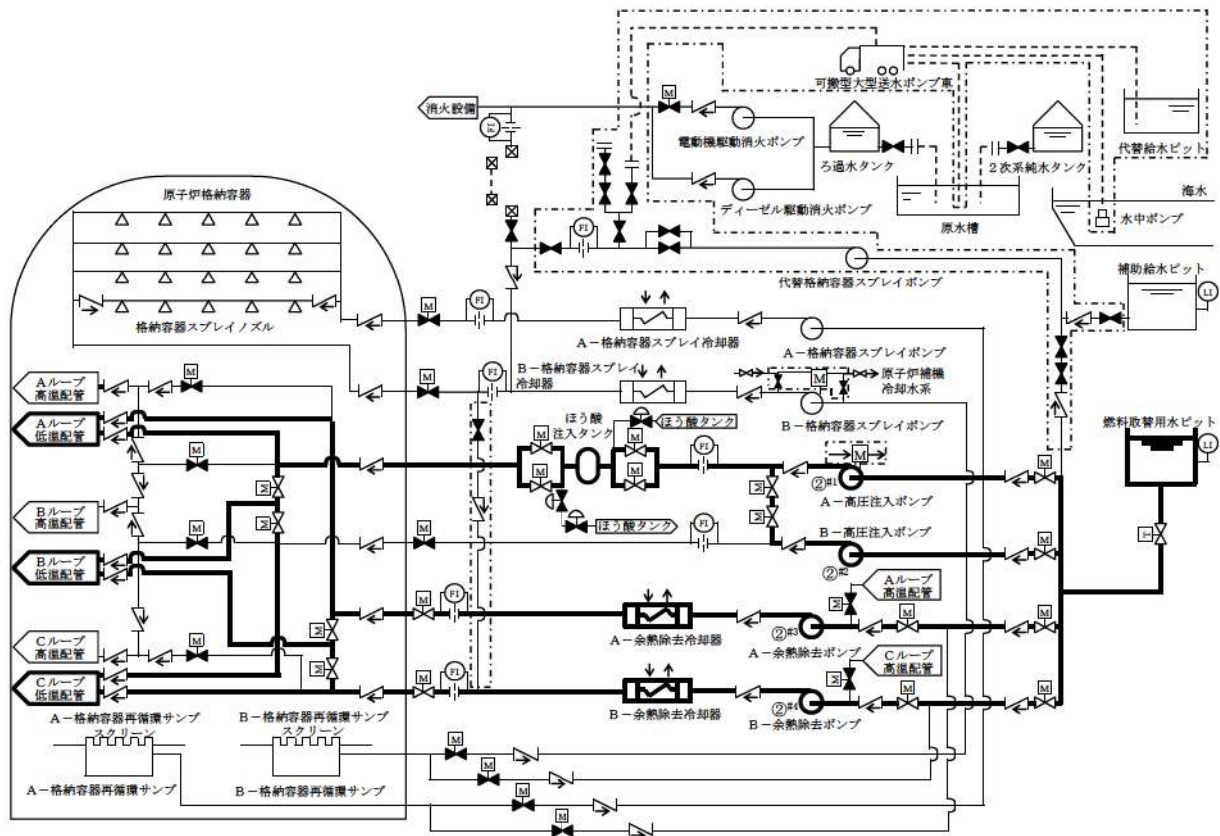 可搬型大型送水ポンプ車
消火設備
M
FI
電動機駆動消火ポンプ
ろ過水タンク
2次系純水タンク
代替給水ピット
ディーゼル駆動消火ポンプ
原水槽
海水
水中ポンプ
原子炉格納容器
FI
代替格納容器スプレイポンプ
補助給水ピット
LI
格納容器スプレイノズル
M
FI
A-格納容器スプレイ冷却器
A-格納容器スプレイポンプ
B-格納容器スプレイ
冷却器
M
FI
原子炉補機
冷却水系
M
B-格納容器スプレイポンプ
Aループ
高温配管
M
Aループ
低温配管
M
ほう酸
注入タンク
ほう酸タンク
M
M
M
M
FI
M
②#1
A-高圧注入ポンプ
M
燃料取替用水ピット
LI
ほう酸タンク
M
M
M
M
Bループ
高温配管
M
M
FI
B-高圧注入ポンプ
②#2
M
Bループ
低温配管
Aループ
高温配管
M
M
M
FI
A-余熱除去冷却器
②#3
A-余熱除去ポンプ
M
M
Cループ
高温配管
M
Cループ
高温配管
M
M
Cループ
低温配管
M
FI
B-余熱除去冷却器
②#4
B-余熱除去ポンプ
M
M
A-格納容器再循環サンプ
スクリーン
B-格納容器再循環サンプ
スクリーン
M
M
A-格納容器再循環サンプ
B-格納容器再循環サンプ
M
M